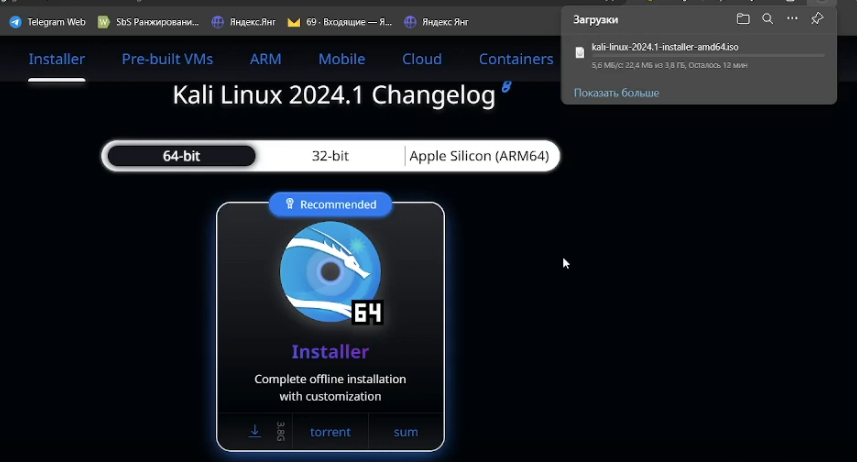 Telegram Web
SbS Ранжировани...
Яндекс.Янг
69 · Входящие — Я...
Яндекс Янг
Загрузки
kali-linux-2024.1-installer-amd64.iso
5,6 МБ/с: 22,4 МБ из 3,8 ГБ, Осталось 12 мин
Показать больше
Installer
Pre-built VMs
ARM
Mobile
Cloud
Containers
Kali Linux 2024.1 Changelog
64-bit
32-bit
Apple Silicon (ARM64)
Recommended
64
Installer
Complete offline installation
with customization
3.8G
torrent
sum